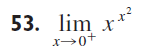 53. lim x^{x^2}
x→0⁺